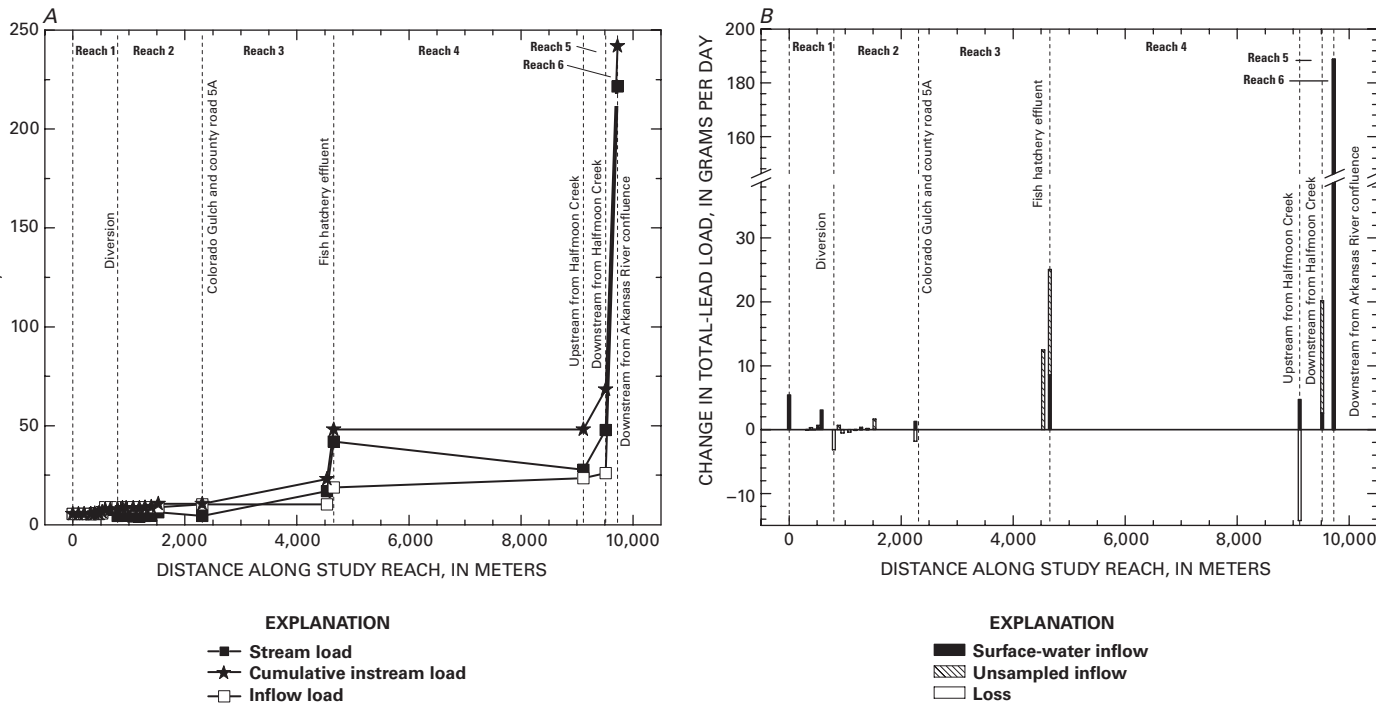 A
250
200
150
100
50
0
Reach 1
Reach 2
Reach 3
Reach 4
Reach 5
Reach 6
Diversion
Colorado Gulch and county road 5A
Fish hatchery effluent
Upstream from Halfmoon Creek
Downstream from Halfmoon Creek
Downstream from Arkansas River confluence
0
2,000
4,000
6,000
8,000
10,000
DISTANCE ALONG STUDY REACH, IN METERS
EXPLANATION
Stream load
Cumulative instream load
Inflow load
B
CHANGE IN TOTAL-LEAD LOAD, IN GRAMS PER DAY
200
180
160
30
20
10
0
–10
Reach 1
Reach 2
Reach 3
Reach 4
Reach 5
Reach 6
Diversion
Colorado Gulch and county road 5A
Fish hatchery effluent
Upstream from Halfmoon Creek
Downstream from Halfmoon Creek
Downstream from Arkansas River confluence
0
2,000
4,000
6,000
8,000
10,000
DISTANCE ALONG STUDY REACH, IN METERS
EXPLANATION
Surface-water inflow
Unsampled inflow
Loss